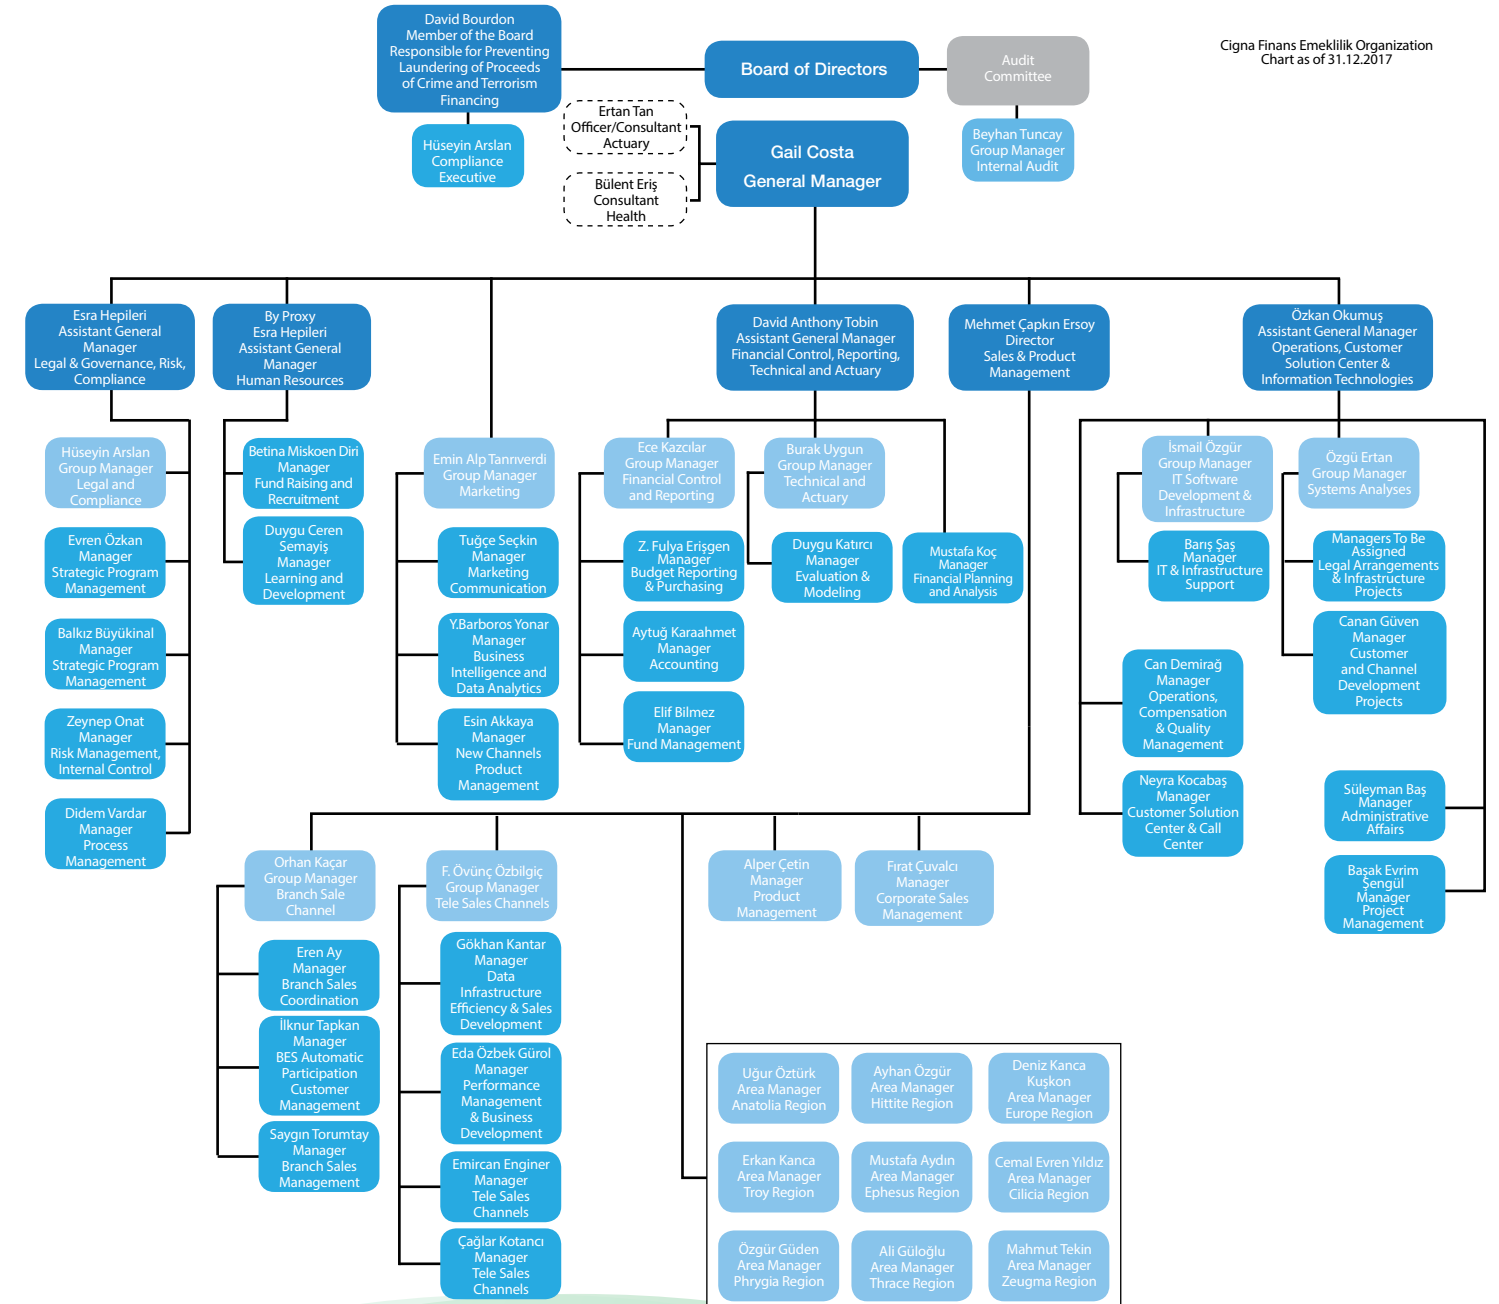 David Bourdon
Member of the Board
Responsible for Preventing
Laundering of Proceeds
of Crime and Terrorism
Financing
Board of Directors
Audit
Committee
Cigna Finans Emeklilik Organization
Chart as of 31.12.2017
Hüseyin Arslan
Compliance
Executive
Ertan Tan
Officer/Consultant
Actuary
Bülent Eriş
Consultant
Health
Gail Costa
General Manager
Beyhan Tuncay
Group Manager
Internal Audit
Esra Hepileri
Assistant General
Manager
Legal & Governance, Risk,
Compliance
By Proxy
Esra Hepileri
Assistant General
Manager
Human Resources
David Anthony Tobin
Assistant General Manager
Financial Control, Reporting,
Technical and Actuary
Mehmet Çapkın Ersoy
Director
Sales & Product
Management
Özkan Okumuş
Assistant General Manager
Operations, Customer
Solution Center &
Information Technologies
Hüseyin Arslan
Group Manager
Legal and
Compliance
Evren Özkan
Manager
Strategic Program
Management
Balkız Büyükinal
Manager
Strategic Program
Management
Zeynep Onat
Manager
Risk Management,
Internal Control
Didem Vardar
Manager
Process
Management
Betina Miskoen Diri
Manager
Fund Raising and
Recruitment
Duygu Ceren
Semayiş
Manager
Learning and
Development
Emin Alp Tanrıverdi
Group Manager
Marketing
Tuğçe Seçkin
Manager
Marketing
Communication
Y.Barboros Yonar
Manager
Business
Intelligence and
Data Analytics
Esin Akkaya
Manager
New Channels
Product
Management
Ece Kazcılar
Group Manager
Financial Control
and Reporting
Z. Fulya Erişgen
Manager
Budget Reporting
& Purchasing
Aytuğ Karaahmet
Manager
Accounting
Elif Bilmez
Manager
Fund Management
Burak Uygun
Group Manager
Technical and
Actuary
Duygu Katırcı
Manager
Evaluation &
Modeling
Mustafa Koç
Manager
Financial Planning
and Analysis
İsmail Özgür
Group Manager
IT Software
Development &
Infrastructure
Barış Şaş
Manager
IT & Infrastructure
Support
Özgü Ertan
Group Manager
Systems Analyses
Managers To Be
Assigned
Legal Arrangements
& Infrastructure
Projects
Canan Güven
Manager
Customer
and Channel
Development
Projects
Can Demirağ
Manager
Operations,
Compensation
& Quality
Management
Neyra Kocabaş
Manager
Customer Solution
Center & Call
Center
Süleyman Baş
Manager
Administrative
Affairs
Başak Evrim
Şengül
Manager
Project
Management
Orhan Kaçar
Group Manager
Branch Sale
Channel
Eren Ay
Manager
Branch Sales
Coordination
İlknur Tapkan
Manager
BES Automatic
Participation
Customer
Management
Saygın Torumtay
Manager
Branch Sales
Management
F. Övünç Özbilgiç
Group Manager
Tele Sales Channels
Gökhan Kantar
Manager
Data
Infrastructure
Efficiency & Sales
Development
Eda Özbek Gürol
Manager
Performance
Management
& Business
Development
Emircan Enginer
Manager
Tele Sales
Channels
Çağlar Kotancı
Manager
Tele Sales
Channels
Alper Çetin
Manager
Product
Management
Fırat Çuvalcı
Manager
Corporate Sales
Management
Uğur Öztürk
Area Manager
Anatolia Region
Ayhan Özgür
Area Manager
Hittite Region
Deniz Kanca
Kuşkon
Area Manager
Europe Region
Erkan Kanca
Area Manager
Troy Region
Mustafa Aydın
Area Manager
Ephesus Region
Cemal Evren Yıldız
Area Manager
Cilicia Region
Özgür Güden
Area Manager
Phrygia Region
Ali Güloğlu
Area Manager
Thrace Region
Mahmut Tekin
Area Manager
Zeugma Region